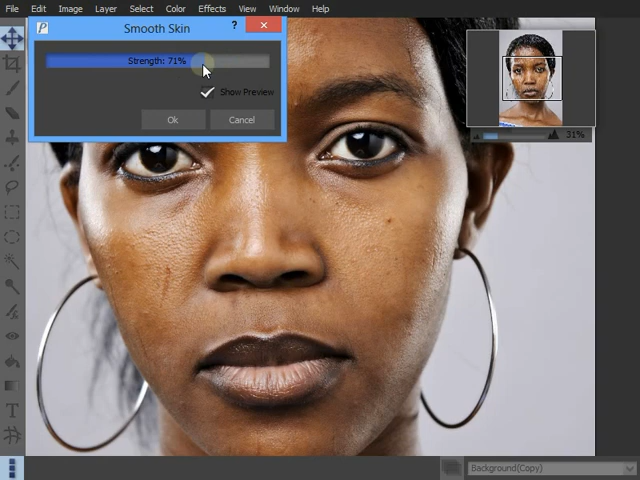 File Edit Image Layer Select Color Effects View Window Help
Smooth Skin ?
Strength: 71%
Show Preview
Ok Cancel
31%
T
Background(Copy)